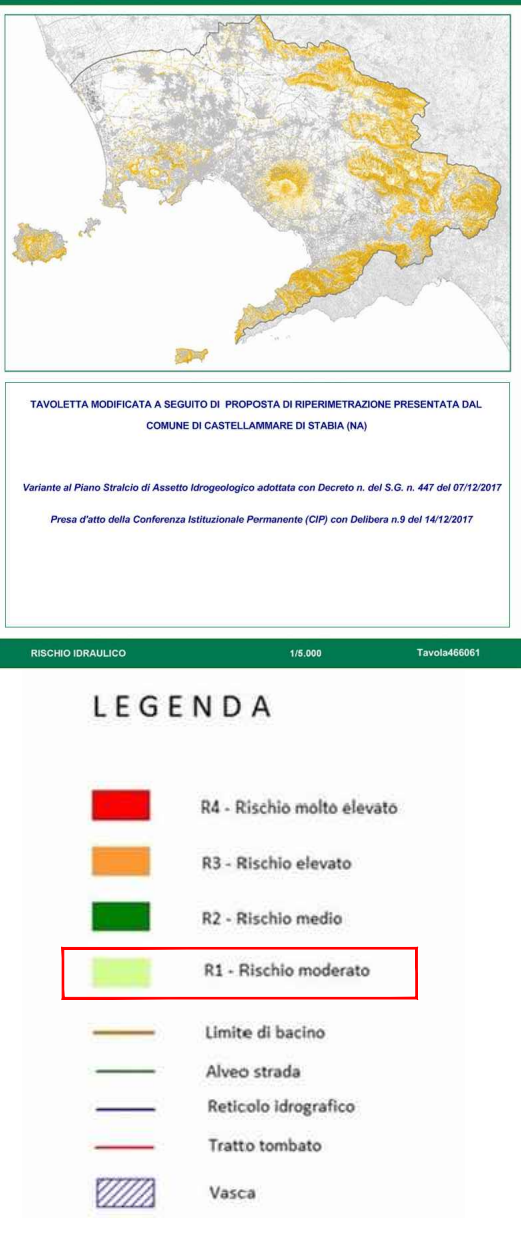 TAVOLETTA MODIFICATA A SEGUITO DI PROPOSTA DI RIPERIMETRAZIONE PRESENTATA DAL
COMUNE DI CASTELLAMMARE DI STABIA (NA)
Variante al Piano Stralcio di Assetto Idrogeologico adottata con Decreto n. del S.G. n. 447 del 07/12/2017
Presa d'atto della Conferenza Istituzionale Permanente (CIP) con Delibera n.9 del 14/12/2017
RISCHIO IDRAULICO 1/5.000 Tavola466061
LEGENDA
R4 - Rischio molto elevato
R3 - Rischio elevato
R2 - Rischio medio
R1 - Rischio moderato
Limite di bacino
Alveo strada
Reticolo idrografico
Tratto tombato
Vasca